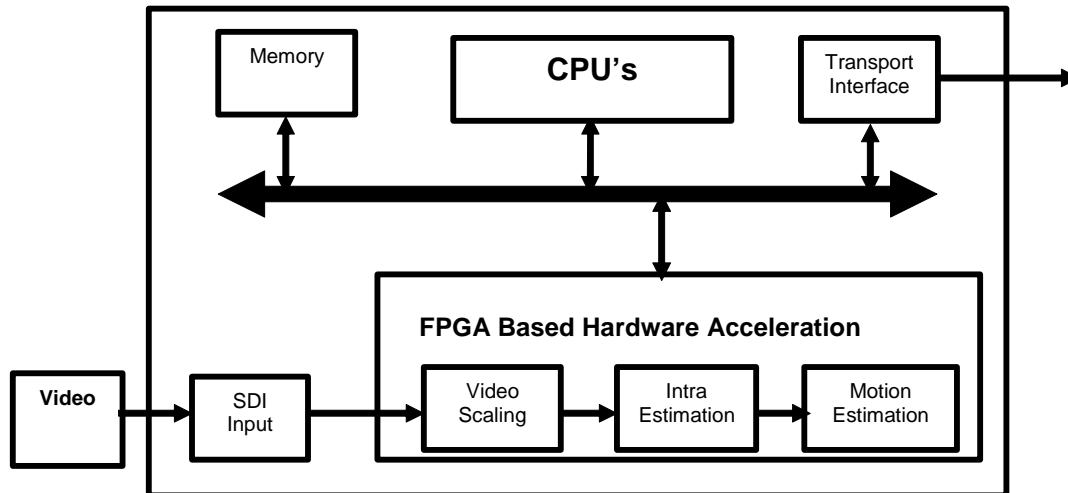 Memory
CPU's
Transport
Interface
FPGA Based Hardware Acceleration
Video
SDI
Input
Video
Scaling
Intra
Estimation
Motion
Estimation